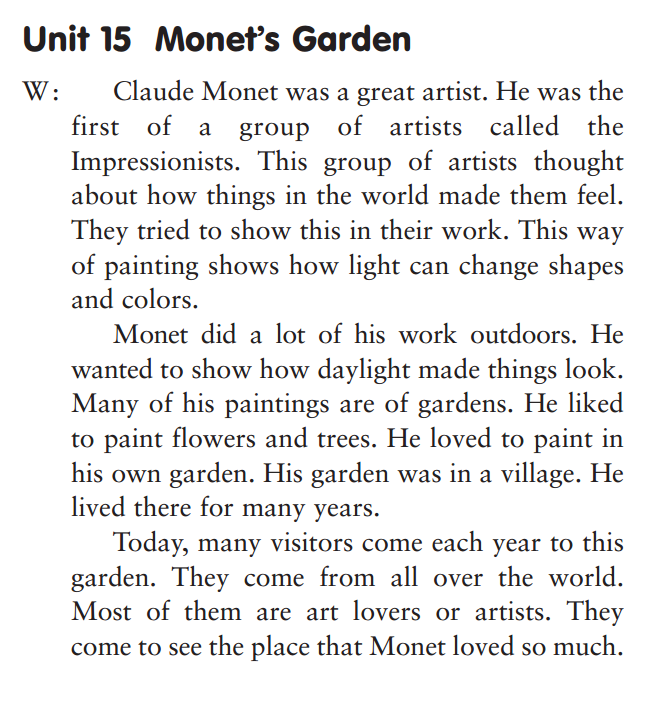 Unit 15 Monet's Garden
W: Claude Monet was a great artist. He was the
first of a group of artists called the
Impressionists. This group of artists thought
about how things in the world made them feel.
They tried to show this in their work. This way
of painting shows how light can change shapes
and colors.
Monet did a lot of his work outdoors. He
wanted to show how daylight made things look.
Many of his paintings are of gardens. He liked
to paint flowers and trees. He loved to paint in
his own garden. His garden was in a village. He
lived there for many years.
Today, many visitors come each year to this
garden. They come from all over the world.
Most of them are art lovers or artists. They
come to see the place that Monet loved so much.